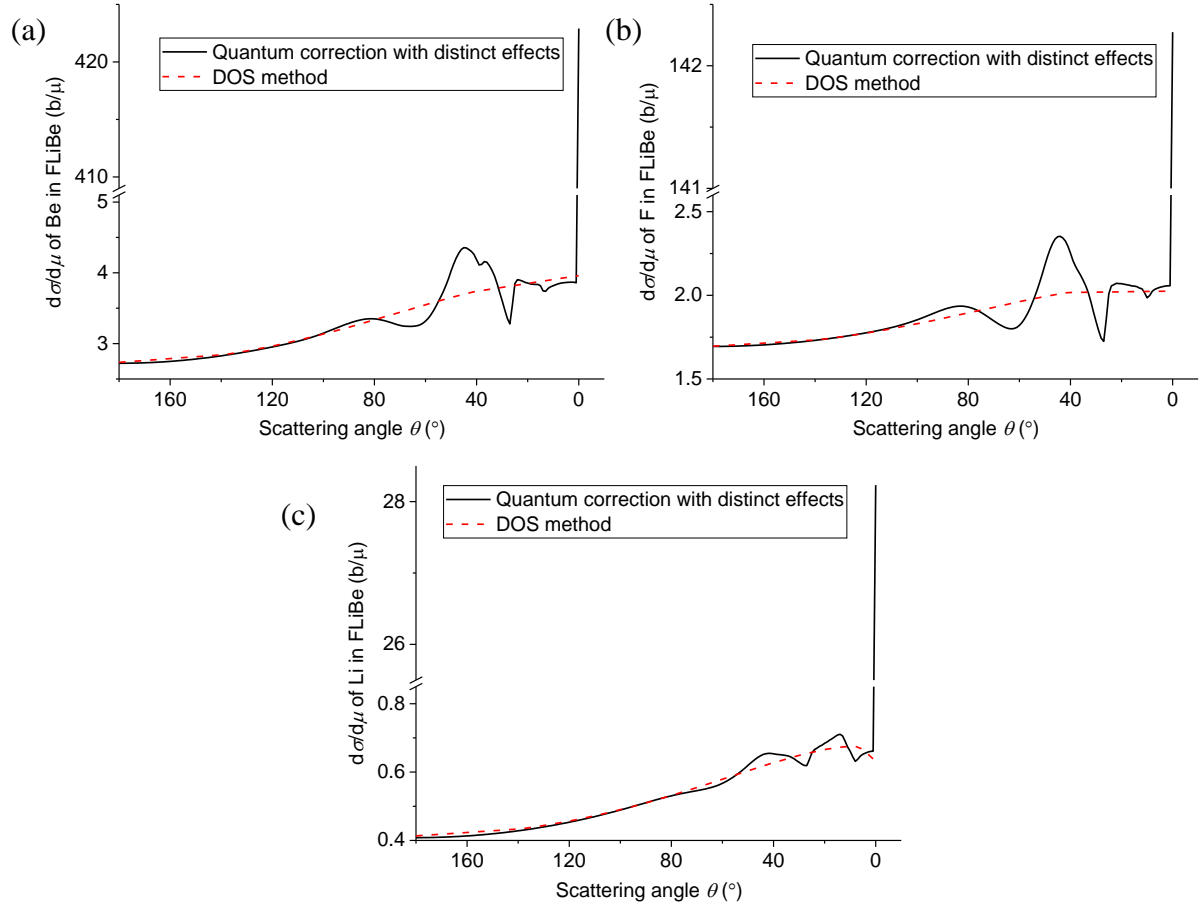 (a)
Quantum correction with distinct effects
DOS method
dσ/dμ of Be in FLiBe (b/μ)
420
410
5
4
3
160 120 80 40 0
Scattering angle θ (°)
(b)
Quantum correction with distinct effects
DOS method
dσ/dμ of F in FLiBe (b/μ)
142
141
2.5
2.0
1.5
160 120 80 40 0
Scattering angle θ (°)
(c)
Quantum correction with distinct effects
DOS method
dσ/dμ of Li in FLiBe (b/μ)
28
26
0.8
0.6
0.4
160 120 80 40 0
Scattering angle θ (°)